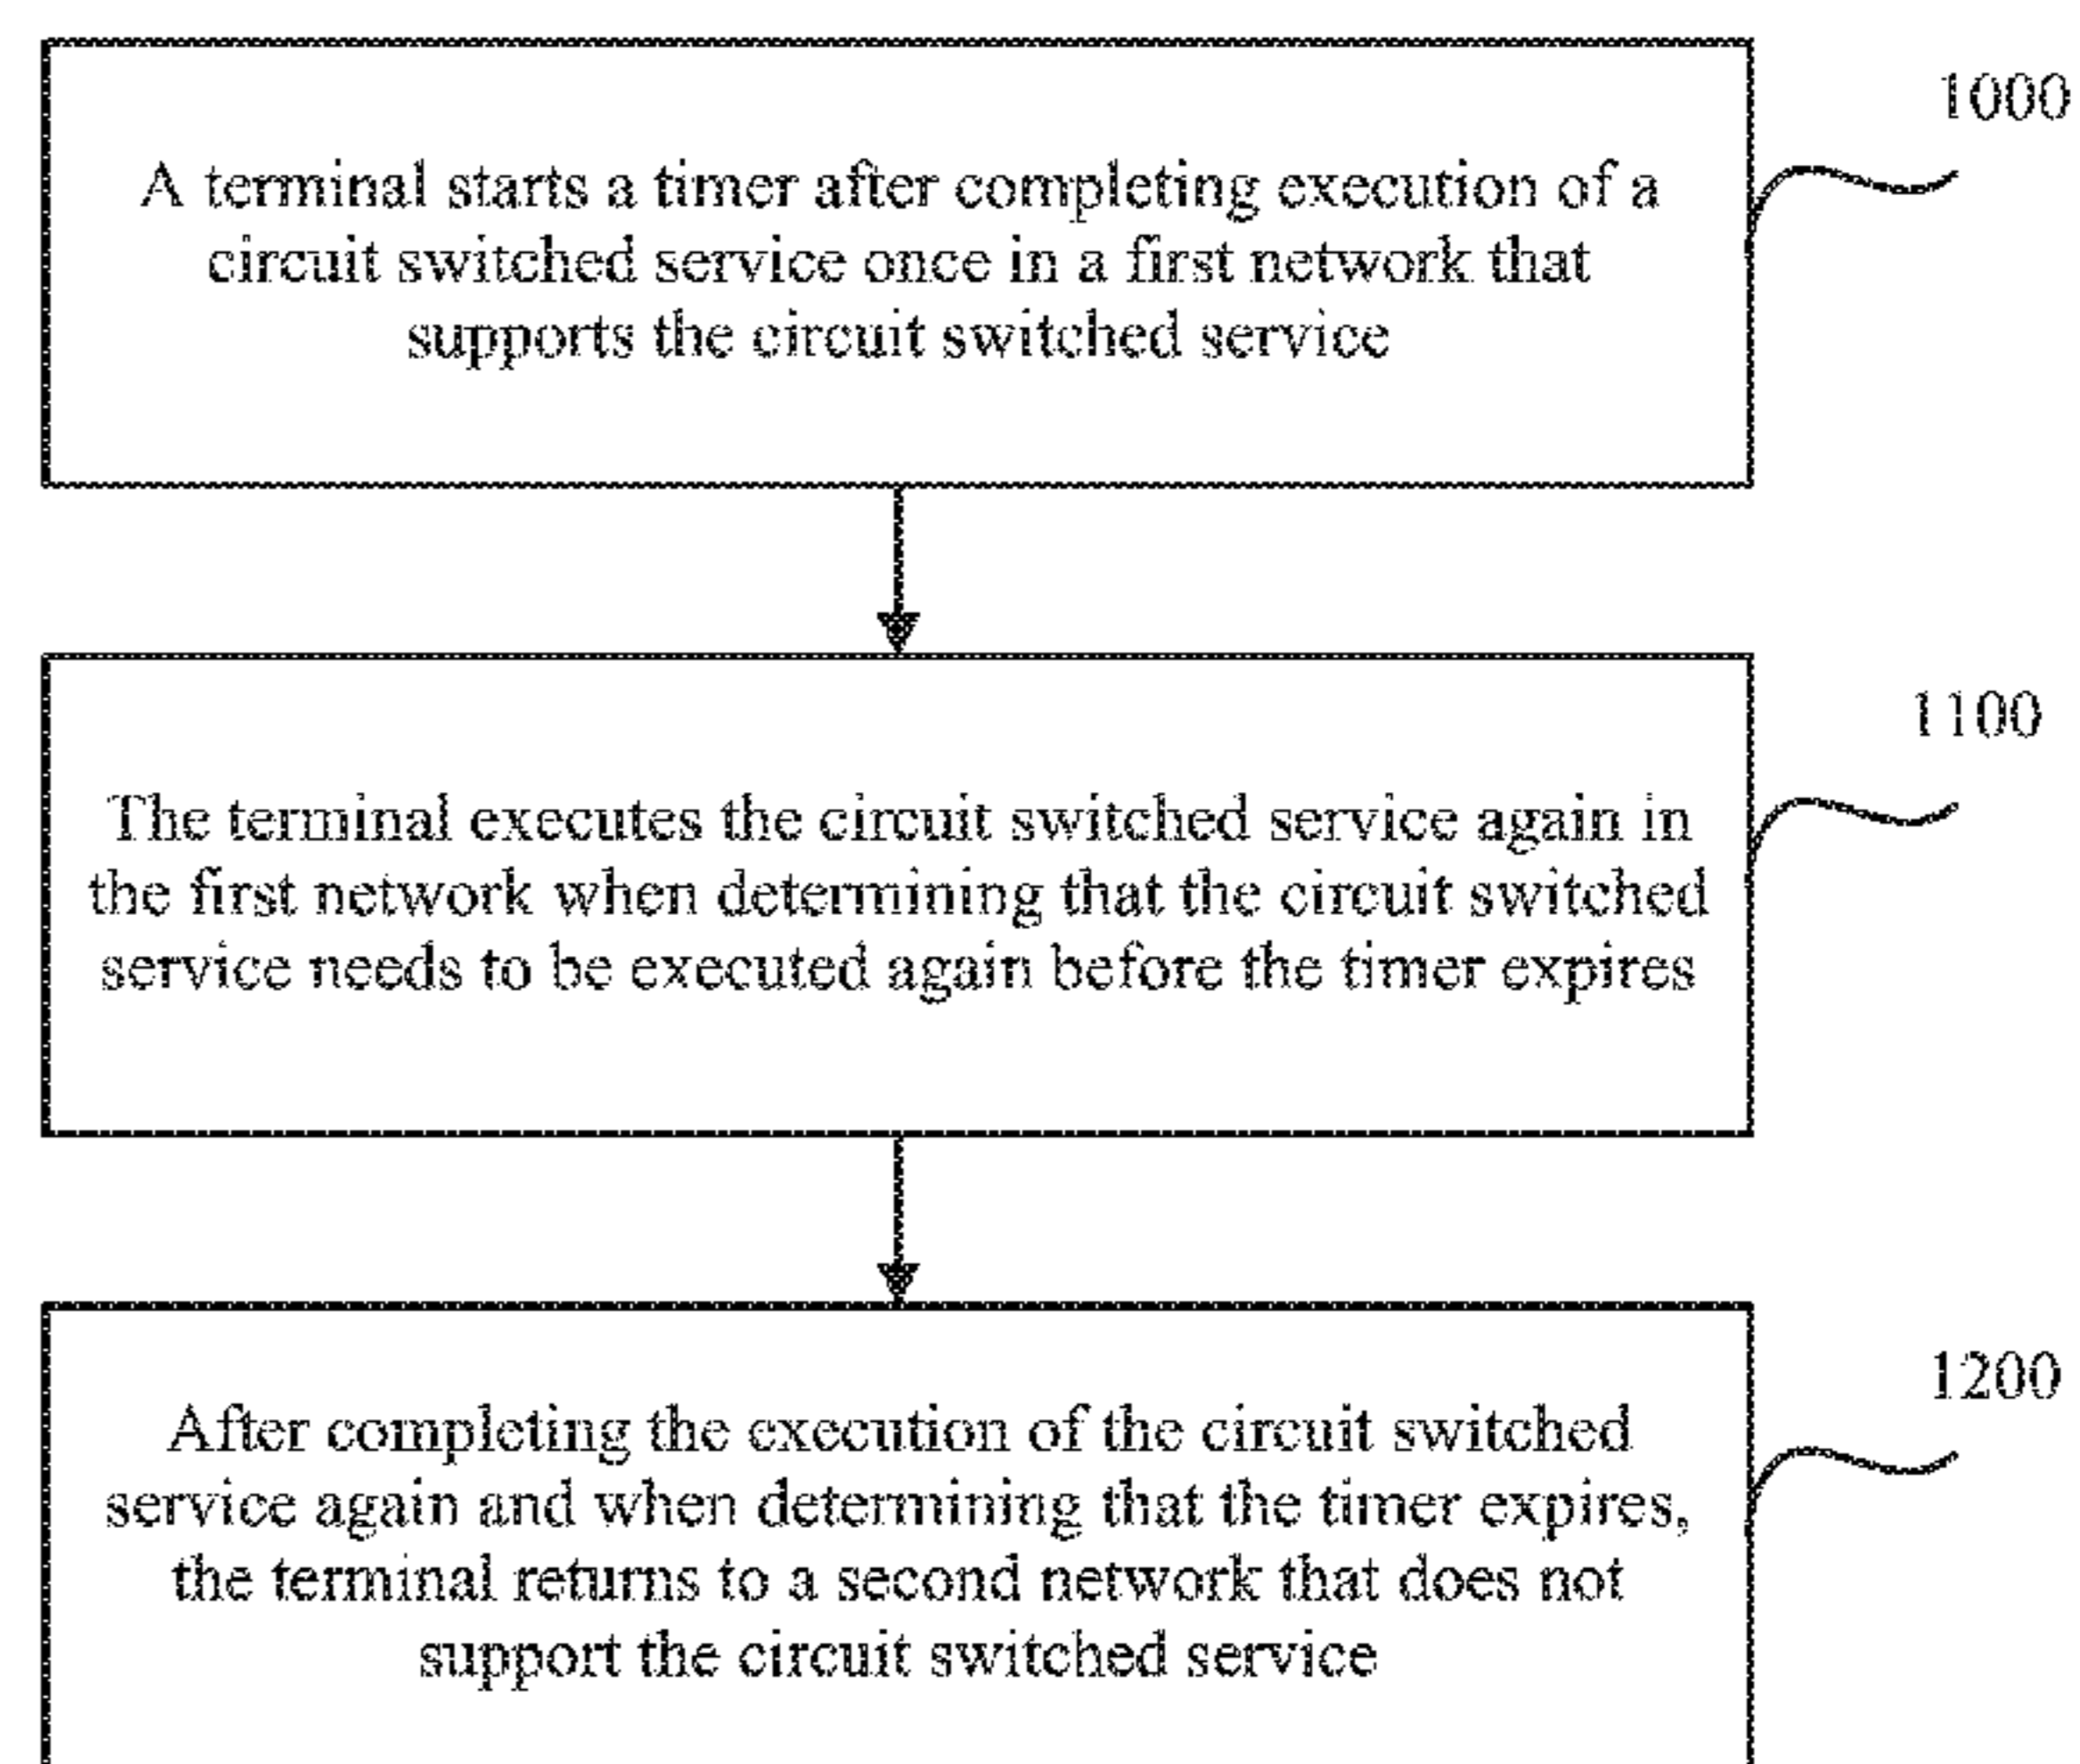 1000
A terminal starts a timer after completing execution of a
circuit switched service once in a first network that
supports the circuit switched service
1100
The terminal executes the circuit switched service again in
the first network when determining that the circuit switched
service needs to be executed again before the timer expires
1200
After completing the execution of the circuit switched
service again and when determining that the timer expires,
the terminal returns to a second network that does not
support the circuit switched service